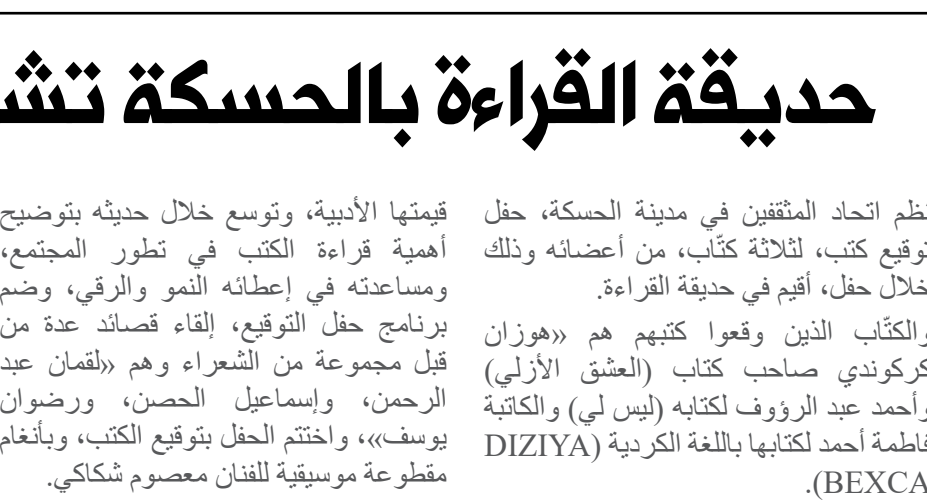 حديقة القراءة بالحسكة
نظم اتحاد المثقفين في مدينة الحسكة، حفل
توقيع كتب، لثلاثة كتّاب، من أعضائه وذلك
خلال حفل، أقيم في حديقة القراءة.
والكتّاب الذين وقعوا كتبهم هم «هوزان
كركوندي صاحب كتاب (العشق الأزلي)
وأحمد عبد الرؤوف لكتابه (ليس لي) والكاتبة
فاطمة أحمد لكتابها باللغة الكردية (DIZIYA
BEXCA).
قيمتها الأدبية، وتوسع خلال حديثه بتوضيح
أهمية قراءة الكتب في تطور المجتمع،
ومساعدته في إعطائه النمو والرقي، وضم
برنامج حفل التوقيع، إلقاء قصائد عدة من
قبل مجموعة من الشعراء وهم «لقمان عبد
الرحمن، وإسماعيل الحصن، ورضوان
يوسف»، واختتم الحفل بتوقيع الكتب، وبأنغام
مقطوعة موسيقية للفنان معصوم شكاكي.